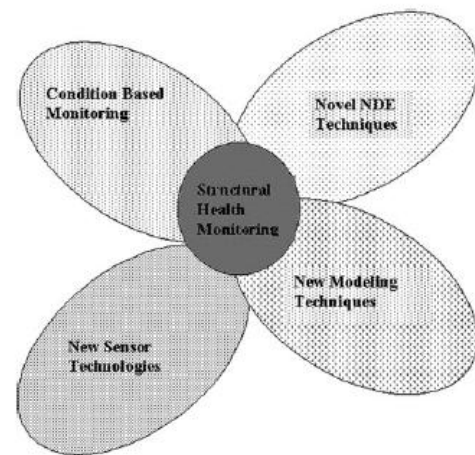 Condition Based
Monitoring
Novel NDE
Techniques
Structural
Health
Monitoring
New Modeling
Techniques
New Sensor
Technologies